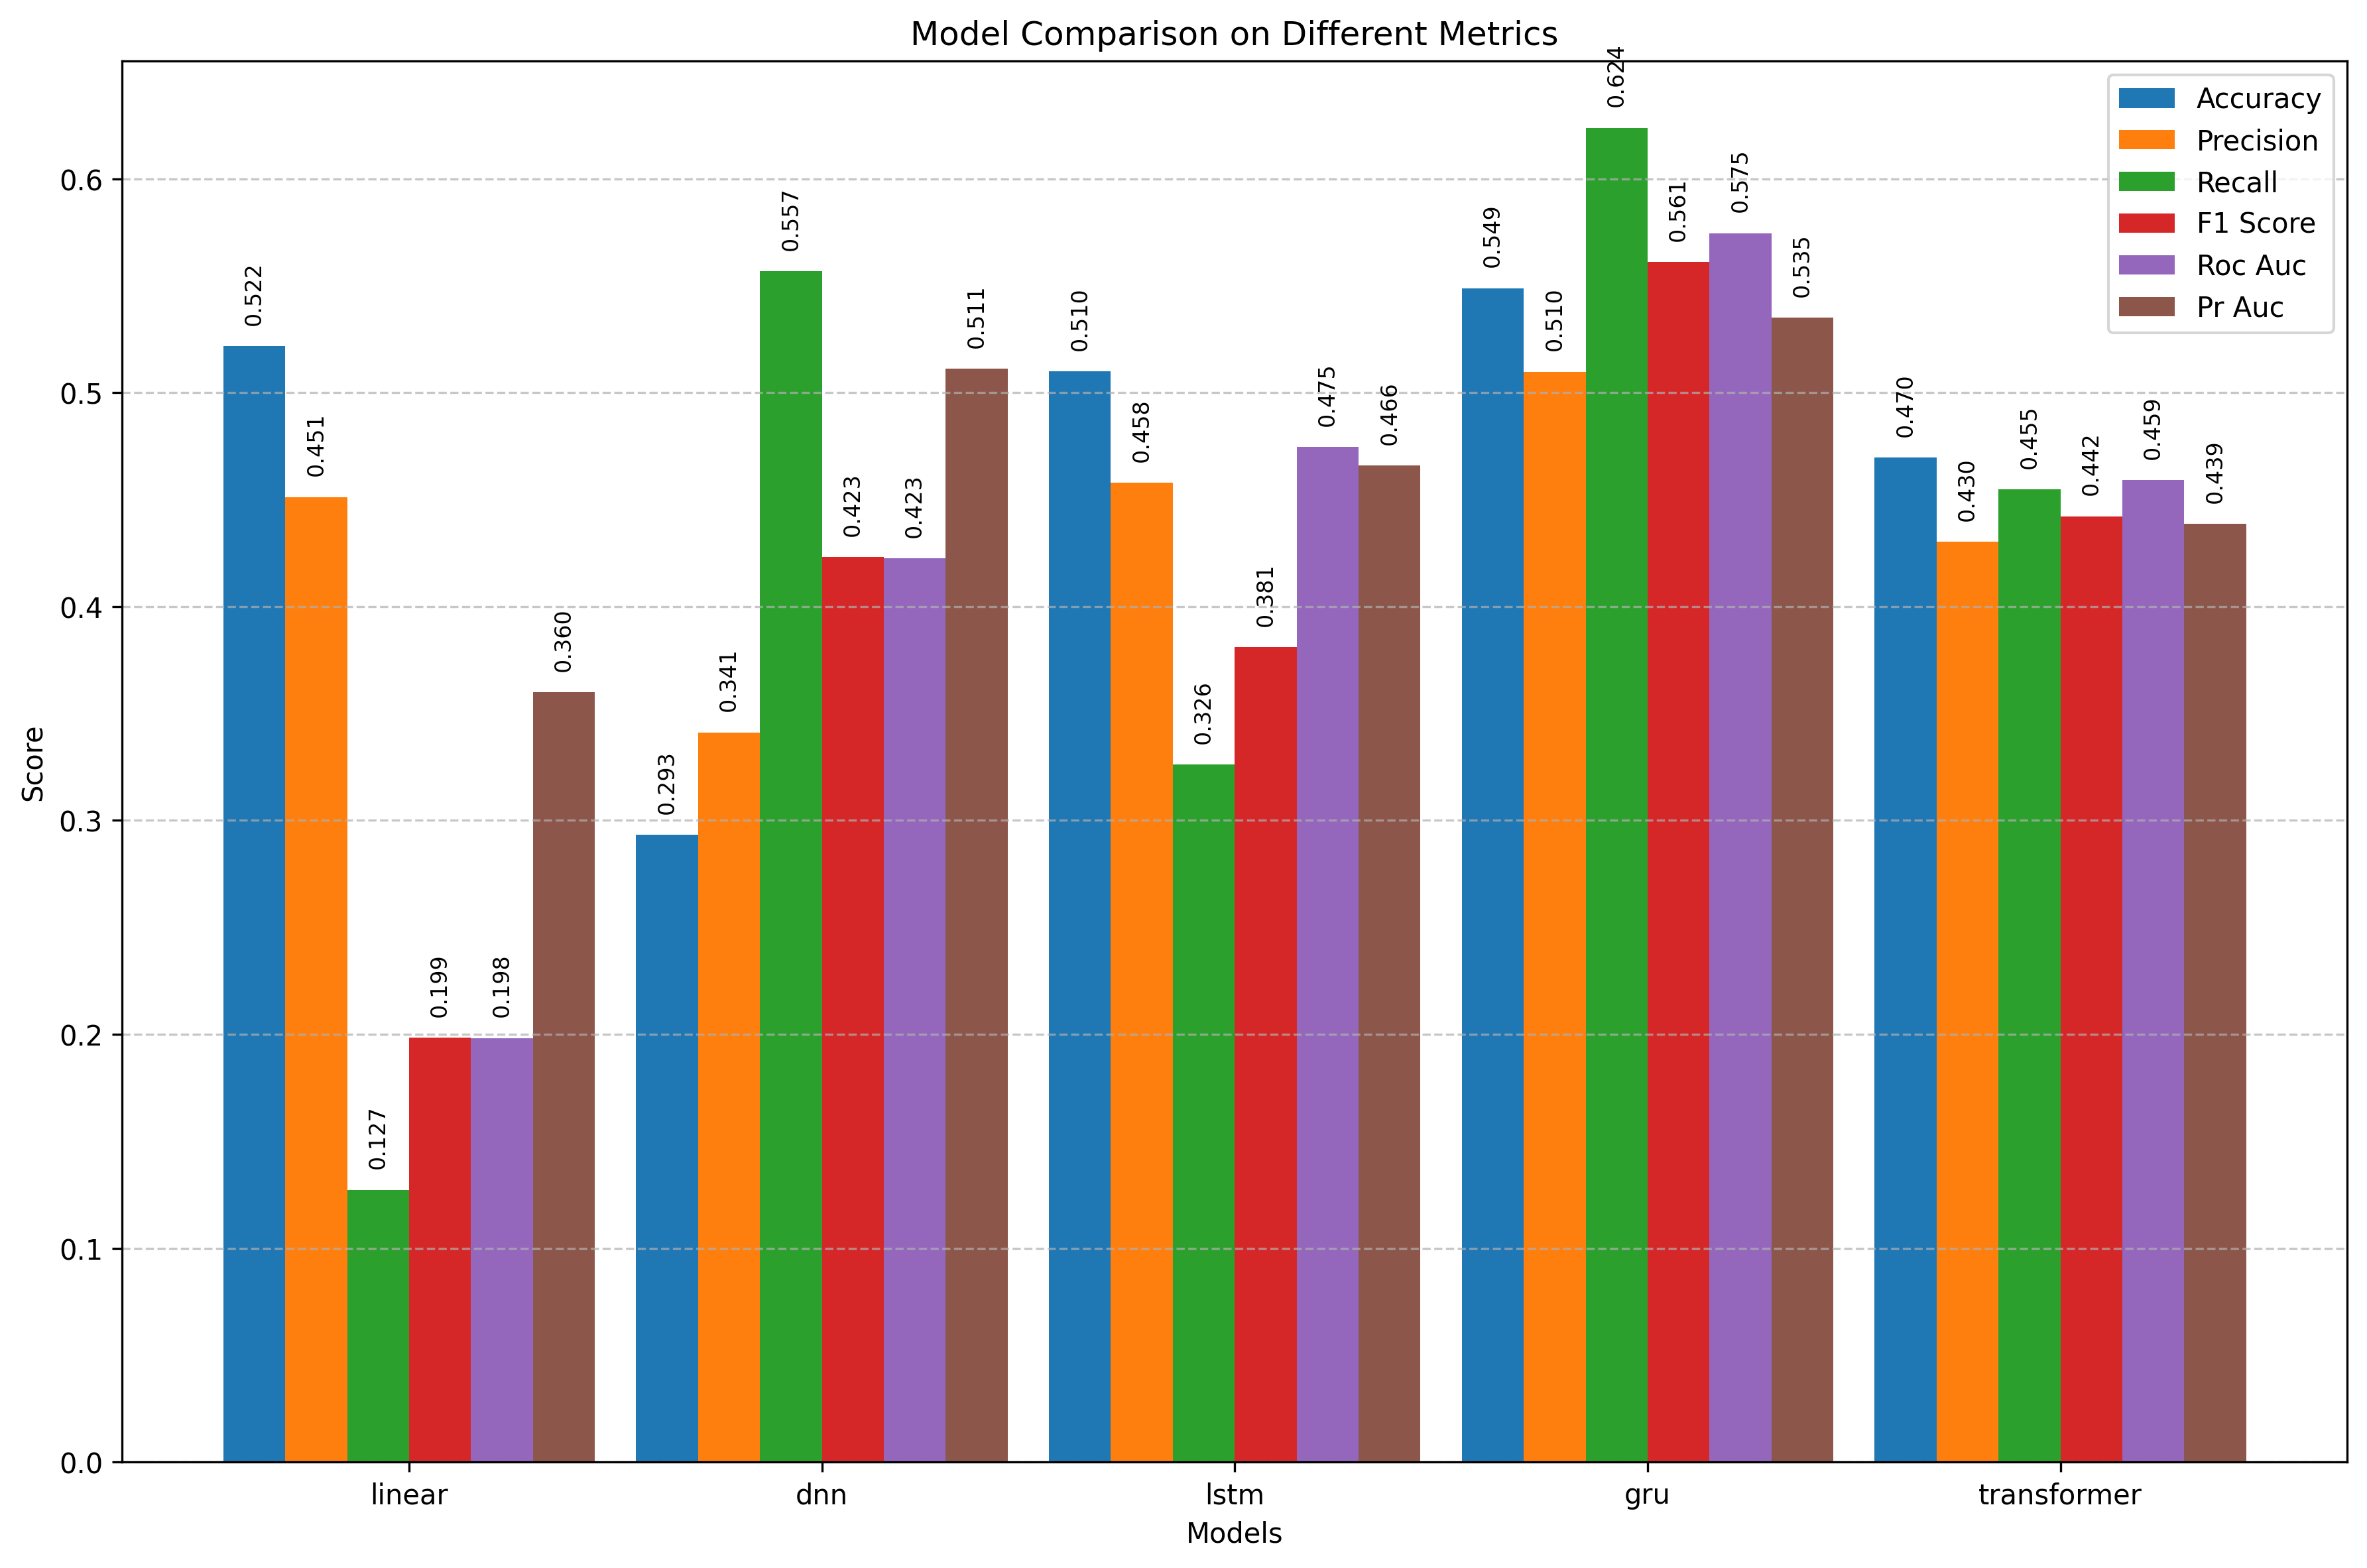 Model Comparison on Different Metrics
Score
0.6
0.5
0.4
0.3
0.2
0.1
0.0
0.522
0.451
0.127
0.199
0.198
0.360
0.293
0.341
0.557
0.423
0.423
0.511
0.510
0.458
0.326
0.381
0.475
0.466
0.549
0.510
0.624
0.561
0.575
0.535
0.470
0.430
0.455
0.442
0.459
0.439
Accuracy
Precision
Recall
F1 Score
Roc Auc
Pr Auc
linear
dnn
lstm
gru
transformer
Models